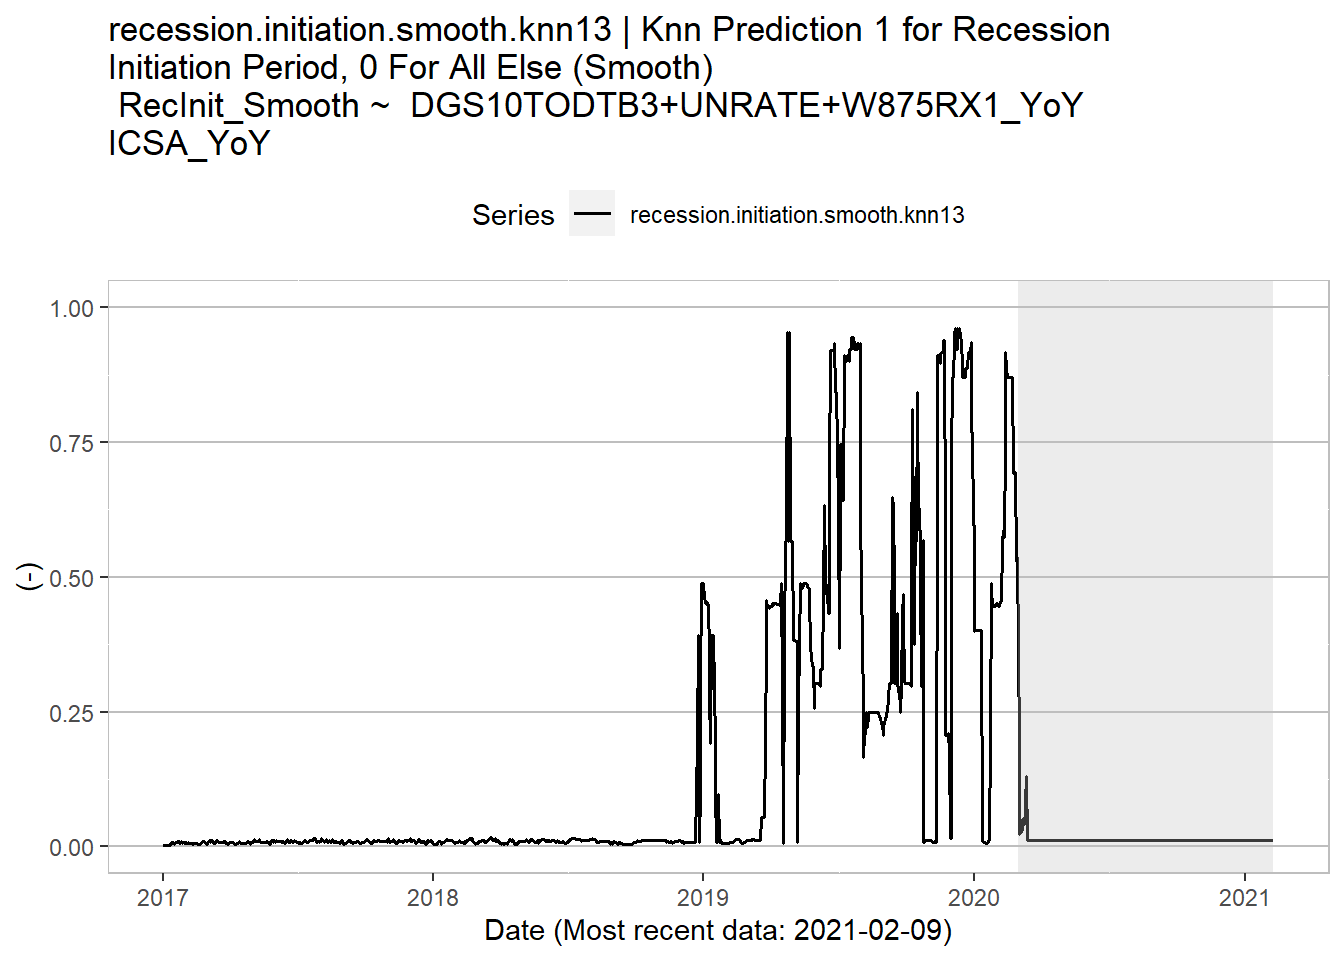 recession.initiation.smooth.knn13 | Knn Prediction 1 for Recession
Initiation Period, 0 For All Else (Smooth)
RecInit_Smooth ~  DGS10TODTB3+UNRATE+W875RX1_YoY
ICSA_YoY
Series recession.initiation.smooth.knn13
1.00
0.75
0.50
0.25
0.00
(-)
2017 2018 2019 2020 2021
Date (Most recent data: 2021-02-09)